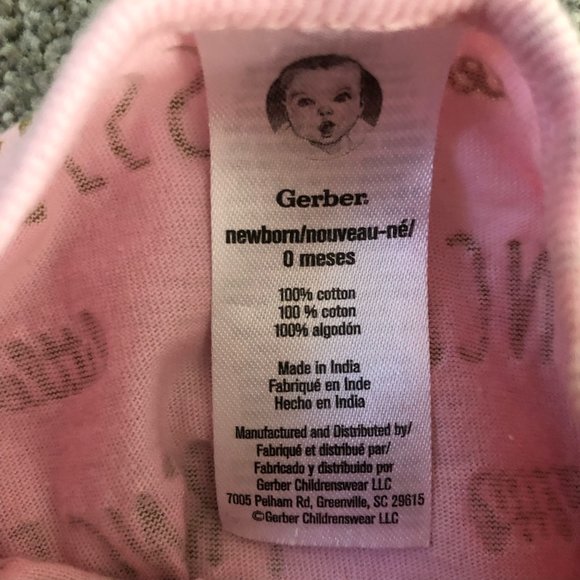 Gerber.
newborn/nouveau-né/
0 meses
100% cotton
100 % coton
100% algodón
Made in India
Fabriqué en Inde
Hecho en India
Manufactured and Distributed by/
Fabriqué et distribué par/
Fabricado y distribuido por
Gerber Childrenswear LLC
7005 Pelham Rd, Greenville, SC 29615
©Gerber Childrenswear LLC